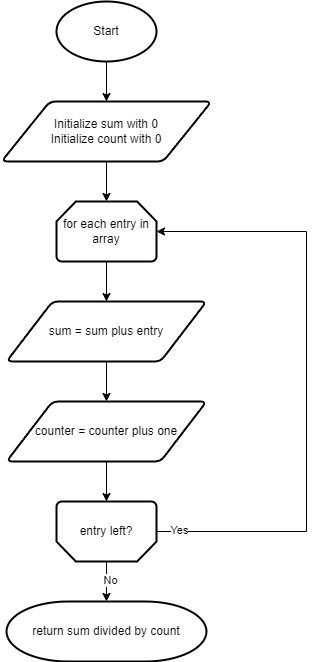 Start
Initialize sum with 0
Initialize count with 0
for each entry in
array
sum = sum plus entry
counter = counter plus one
entry left?
Yes
No
return sum divided by count